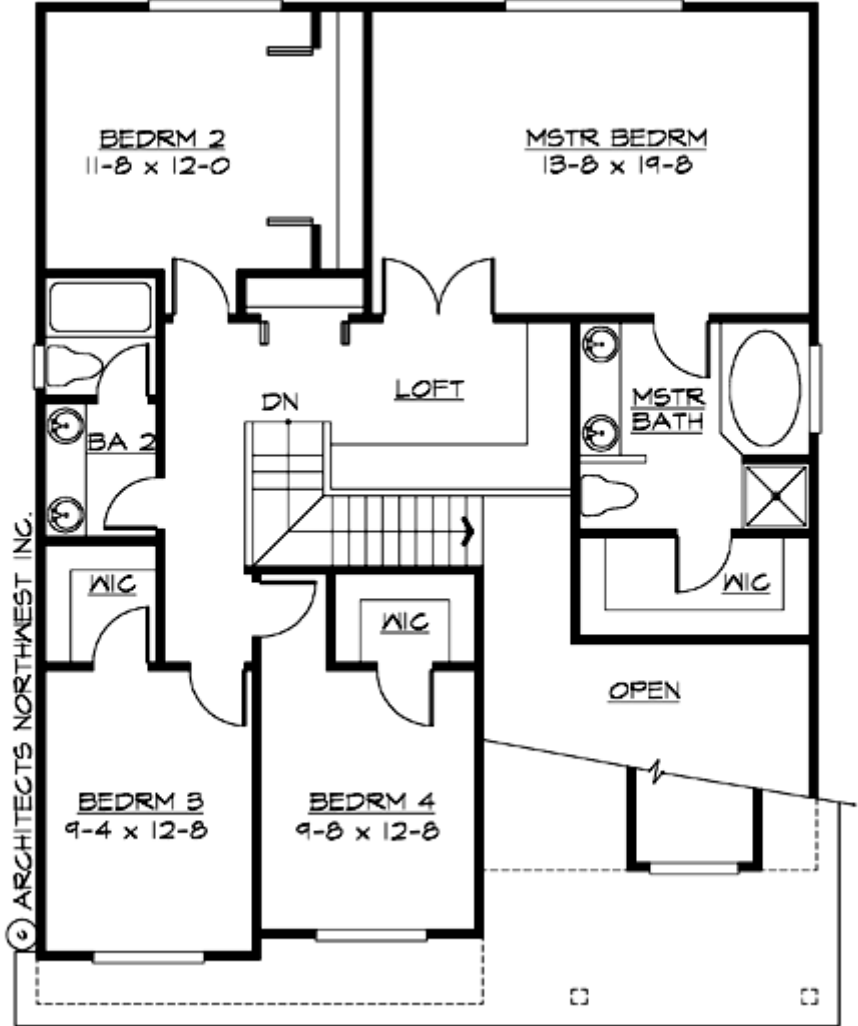 BEDRM 2
11-8 x 12-0
MSTR BEDRM
13-8 x 19-8
LOFT
DN
MSTR
BATH
BA 2
WIC
WIC
WIC
OPEN
BEDRM 3
9-4 x 12-8
BEDRM 4
9-8 x 12-8
© ARCHITECTS NORTHWEST INC.